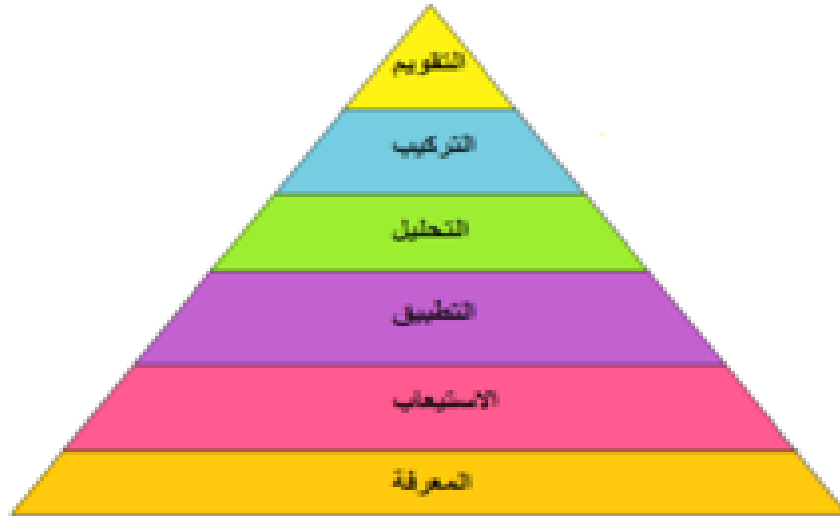 التقويم
التركيب
التحليل
التطبيق
الاستيعاب
المعرفة